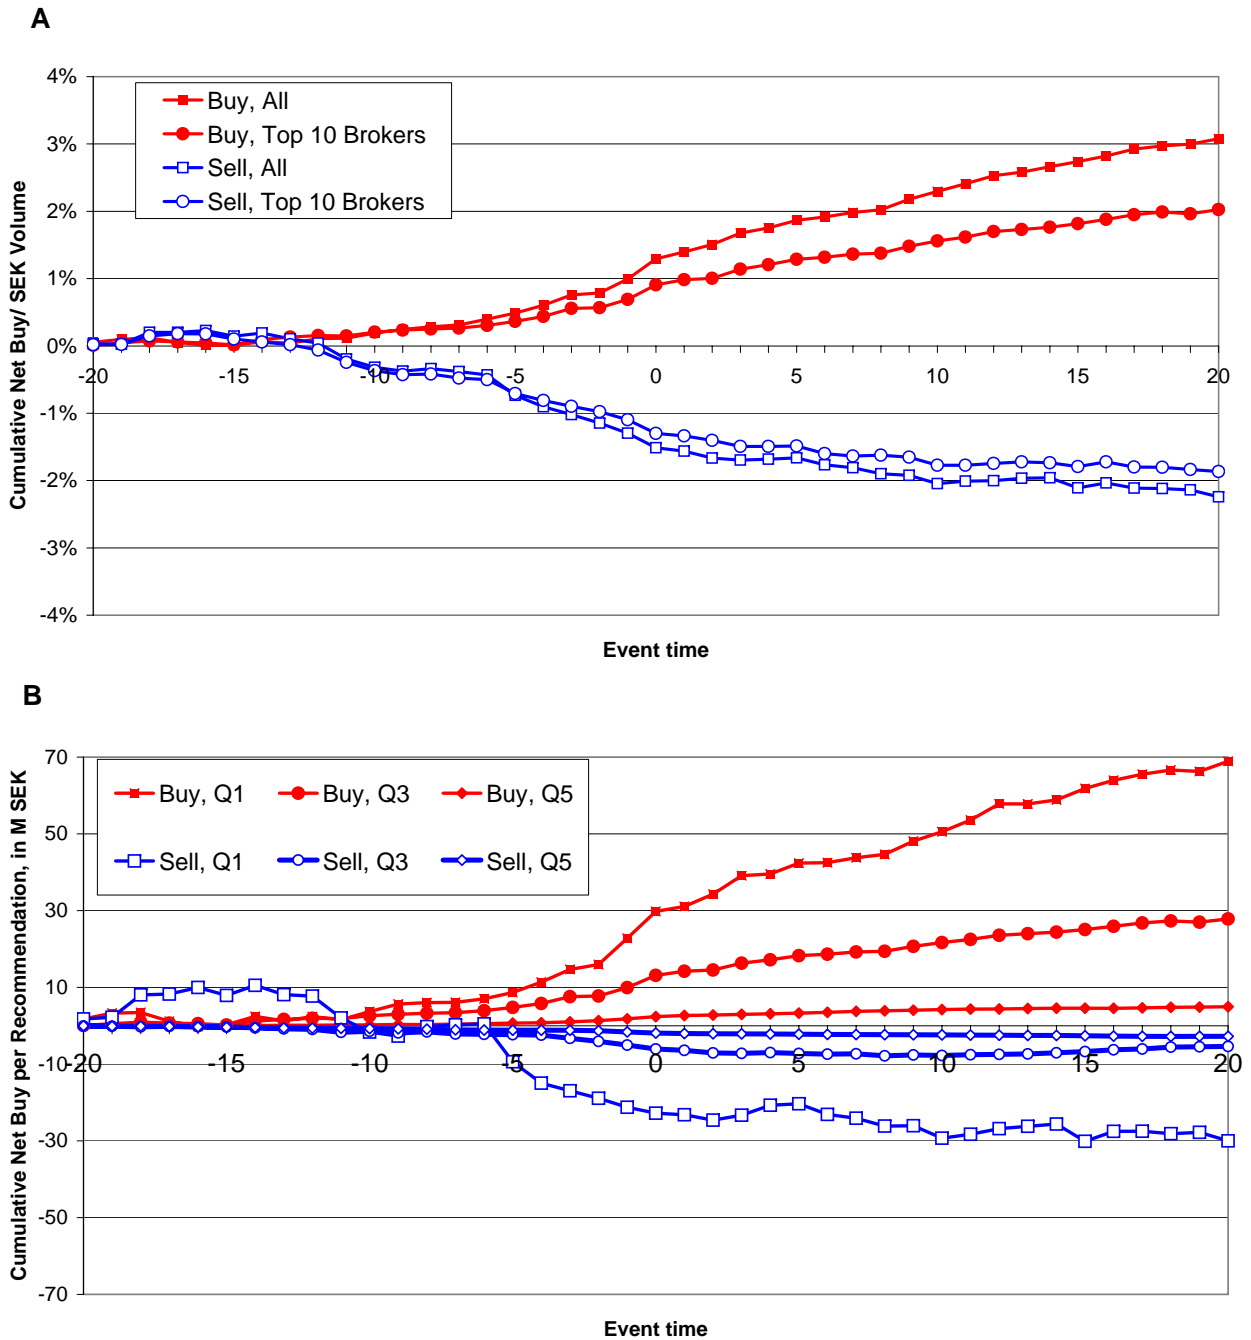 A
4%
3%
2%
1%
0%
-1%
-2%
-3%
-4%
Cumulative Net Buy/ SEK Volume
Buy, All
Buy, Top 10 Brokers
Sell, All
Sell, Top 10 Brokers
-20 -15 -10 -5 0 5 10 15 20
Event time
B
70
50
30
10
-10
-30
-50
-70
Cumulative Net Buy per Recommendation, in M SEK
Buy, Q1 Buy, Q3 Buy, Q5
Sell, Q1 Sell, Q3 Sell, Q5
-20 -15 -10 -5 0 5 10 15 20
Event time